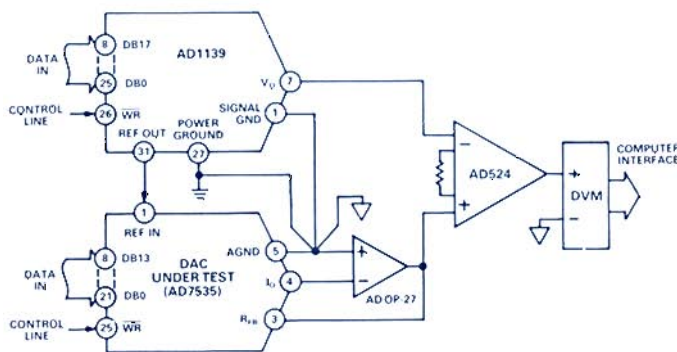 AD1139
DATA
IN
8 DB17
25 DB0
CONTROL
LINE
26 WR
REF OUT
31
POWER
GROUND
27
SIGNAL
GND
1
7
AD524
−
+
COMPUTER
INTERFACE
+
DVM
−
1
REF IN
DAC
UNDER TEST
(AD7535)
DATA
IN
8 DB13
21 DB0
CONTROL
LINE
25 WR
AGND 5
4
RFB 3
+
−
AD OP-27